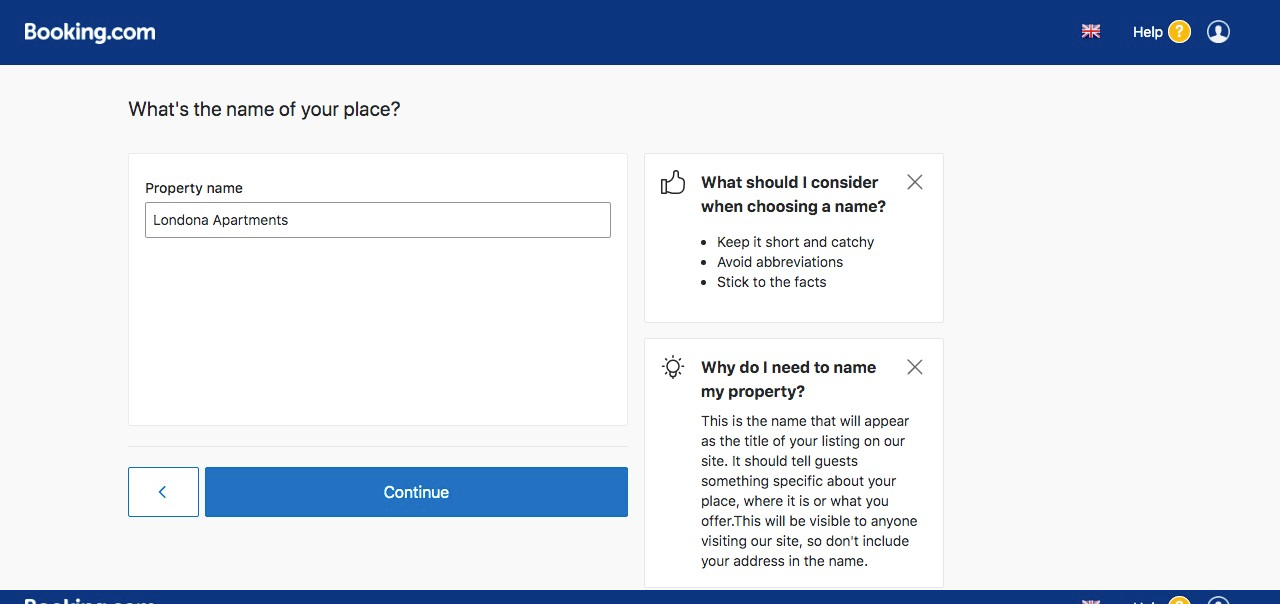 Booking.com
Help ?
What's the name of your place?
Property name
Londona Apartments
Continue
What should I consider
when choosing a name?
• Keep it short and catchy
• Avoid abbreviations
• Stick to the facts
Why do I need to name
my property?
This is the name that will appear
as the title of your listing on our
site. It should tell guests
something specific about your
place, where it is or what you
offer.This will be visible to anyone
visiting our site, so don't include
your address in the name.
Booking.com
Help ?